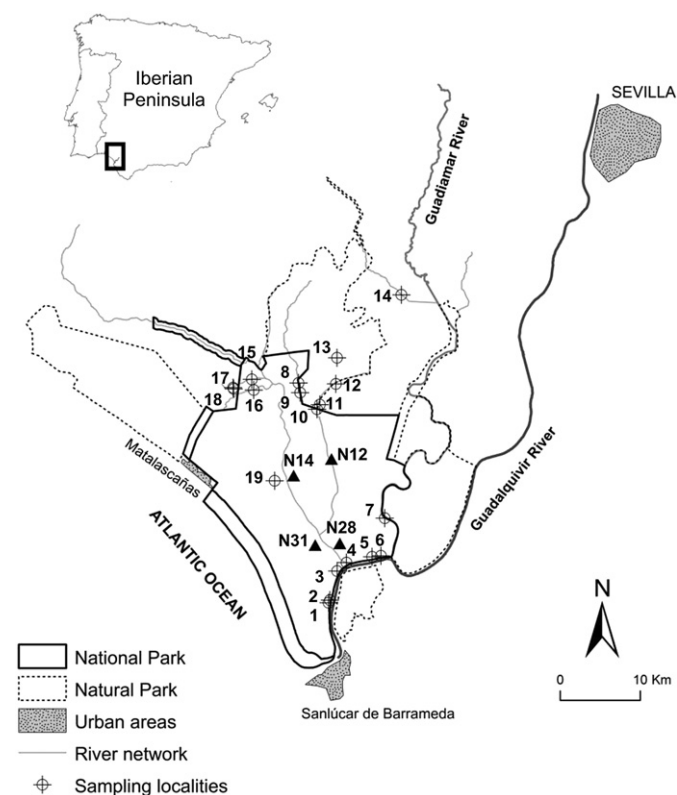 Iberian
Peninsula
SEVILLA
Guadiamar River
14
13
15
8
12
17
18
16
9
11
10
Matalascañas
N14
N12
19
Guadalquivir River
7
N31
N28
4
5
6
3
ATLANTIC OCEAN
2
1
N
National Park
Natural Park
Urban areas
River network
Sampling localities
Sanlúcar de Barrameda
0
10 Km